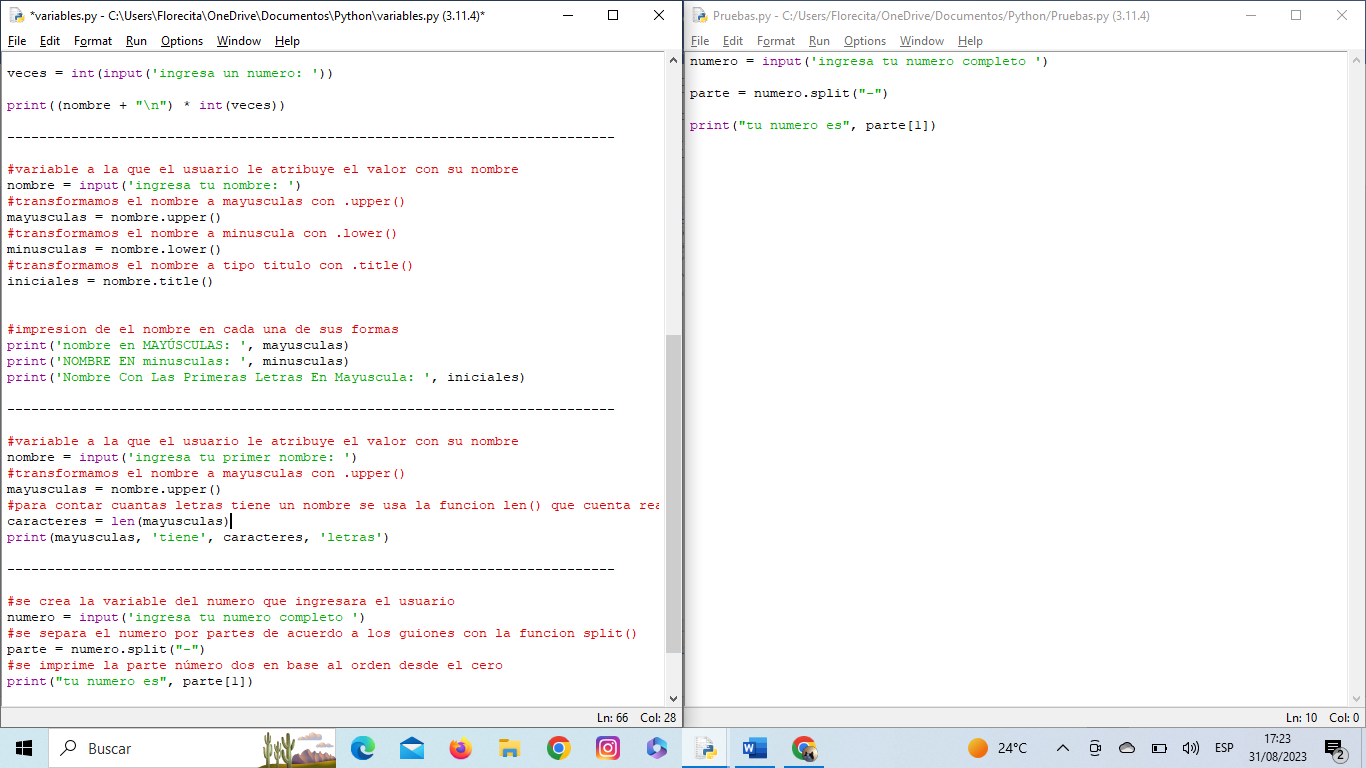 *variables.py - C:\Users\Florecita\OneDrive\Documentos\Python\variables.py (3.11.4)*
File Edit Format Run Options Window Help
veces = int(input('ingresa un numero: '))
print((nombre + "\n") * int(veces))
----------------------------------------------------------------------------
#variable a la que el usuario le atribuye el valor con su nombre
nombre = input('ingresa tu nombre: ')
#transformamos el nombre a mayusculas con .upper()
mayusculas = nombre.upper()
#transformamos el nombre a minuscula con .lower()
minusculas = nombre.lower()
#transformamos el nombre a tipo titulo con .title()
iniciales = nombre.title()
#impresion de el nombre en cada una de sus formas
print('nombre en MAYÚSCULAS: ', mayusculas)
print('NOMBRE EN minusculas: ', minusculas)
print('Nombre Con Las Primeras Letras En Mayuscula: ', iniciales)
----------------------------------------------------------------------------
#variable a la que el usuario le atribuye el valor con su nombre
nombre = input('ingresa tu primer nombre: ')
#transformamos el nombre a mayusculas con .upper()
mayusculas = nombre.upper()
#para contar cuantas letras tiene un nombre se usa la funcion len() que cuenta rea
caracteres = len(mayusculas)
print(mayusculas, 'tiene', caracteres, 'letras')
----------------------------------------------------------------------------
#se crea la variable del numero que ingresara el usuario
numero = input('ingresa tu numero completo ')
#se separa el numero por partes de acuerdo a los guiones con la funcion split()
parte = numero.split("-")
#se imprime la parte número dos en base al orden desde el cero
print("tu numero es", parte[1])
Ln: 66 Col: 28
Pruebas.py - C:/Users/Florecita/OneDrive/Documentos/Python/Pruebas.py (3.11.4)
File Edit Format Run Options Window Help
numero = input('ingresa tu numero completo ')
parte = numero.split("-")
print("tu numero es", parte[1])
Ln: 10 Col: 0
Buscar
24°C
ESP
17:23
31/08/2023
2